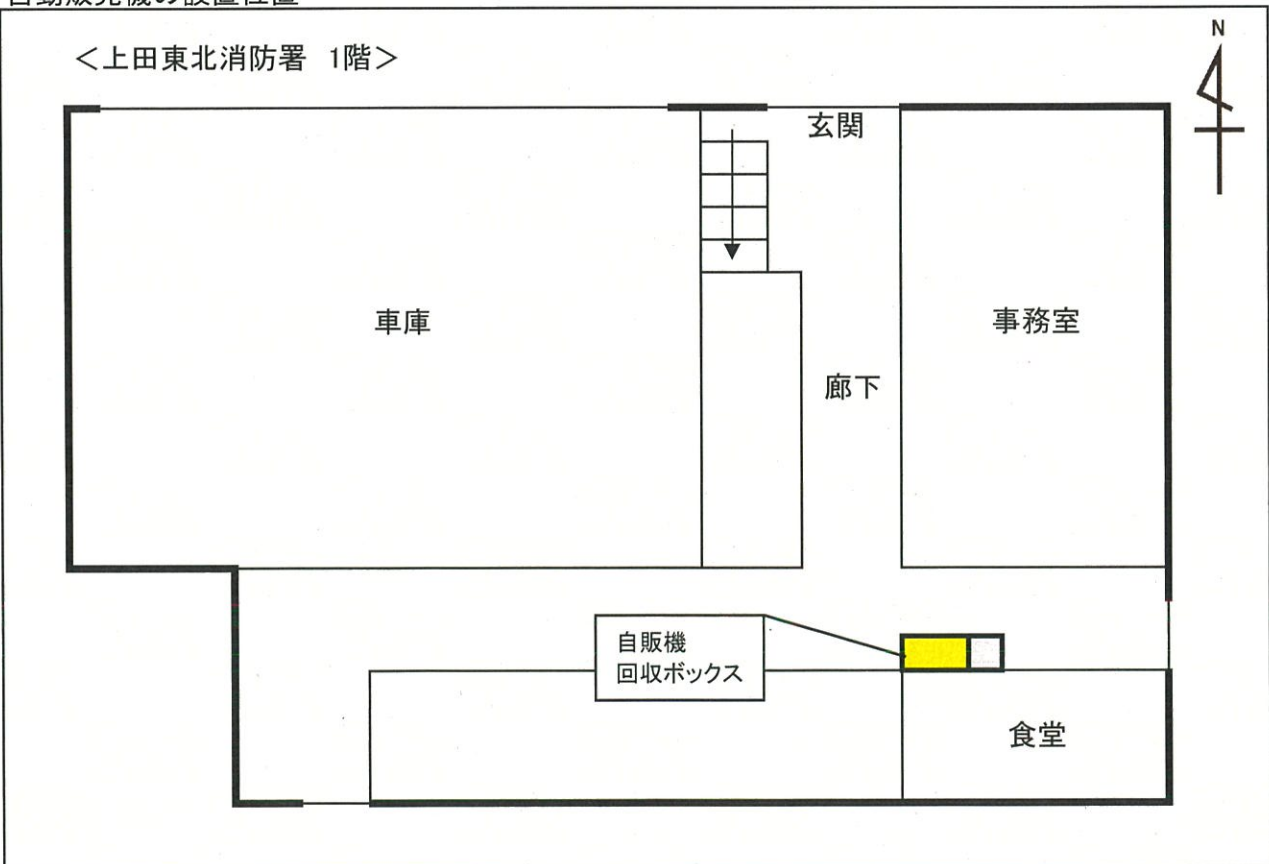 自動販売機の設置位置
<上田東北消防署 1階>
N
玄関
車庫
事務室
廊下
自販機
回収ボックス
食堂